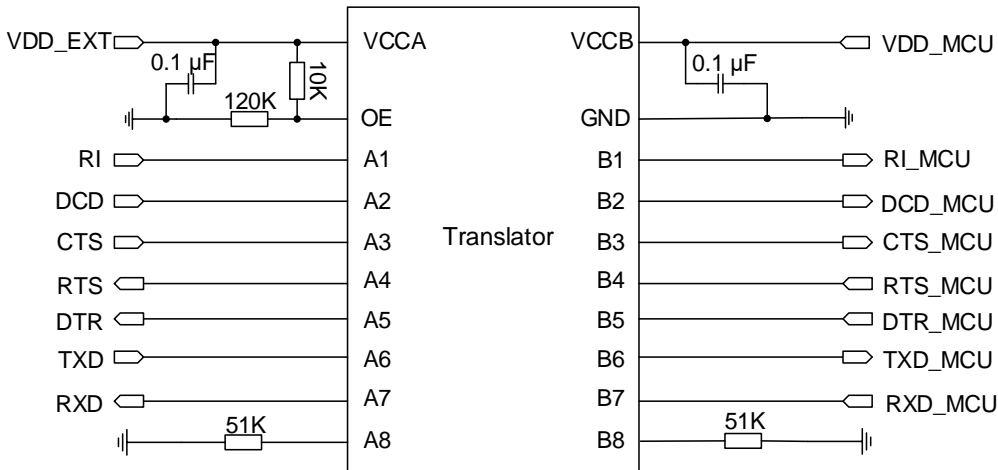 VDD_EXT VCCA VCCB VDD_MCU
0.1 µF 10K 0.1 µF
120K OE GND
RI A1 B1 RI_MCU
DCD A2 B2 DCD_MCU
CTS A3 Translator B3 CTS_MCU
RTS A4 B4 RTS_MCU
DTR A5 B5 DTR_MCU
TXD A6 B6 TXD_MCU
RXD A7 B7 RXD_MCU
51K A8 B8 51K